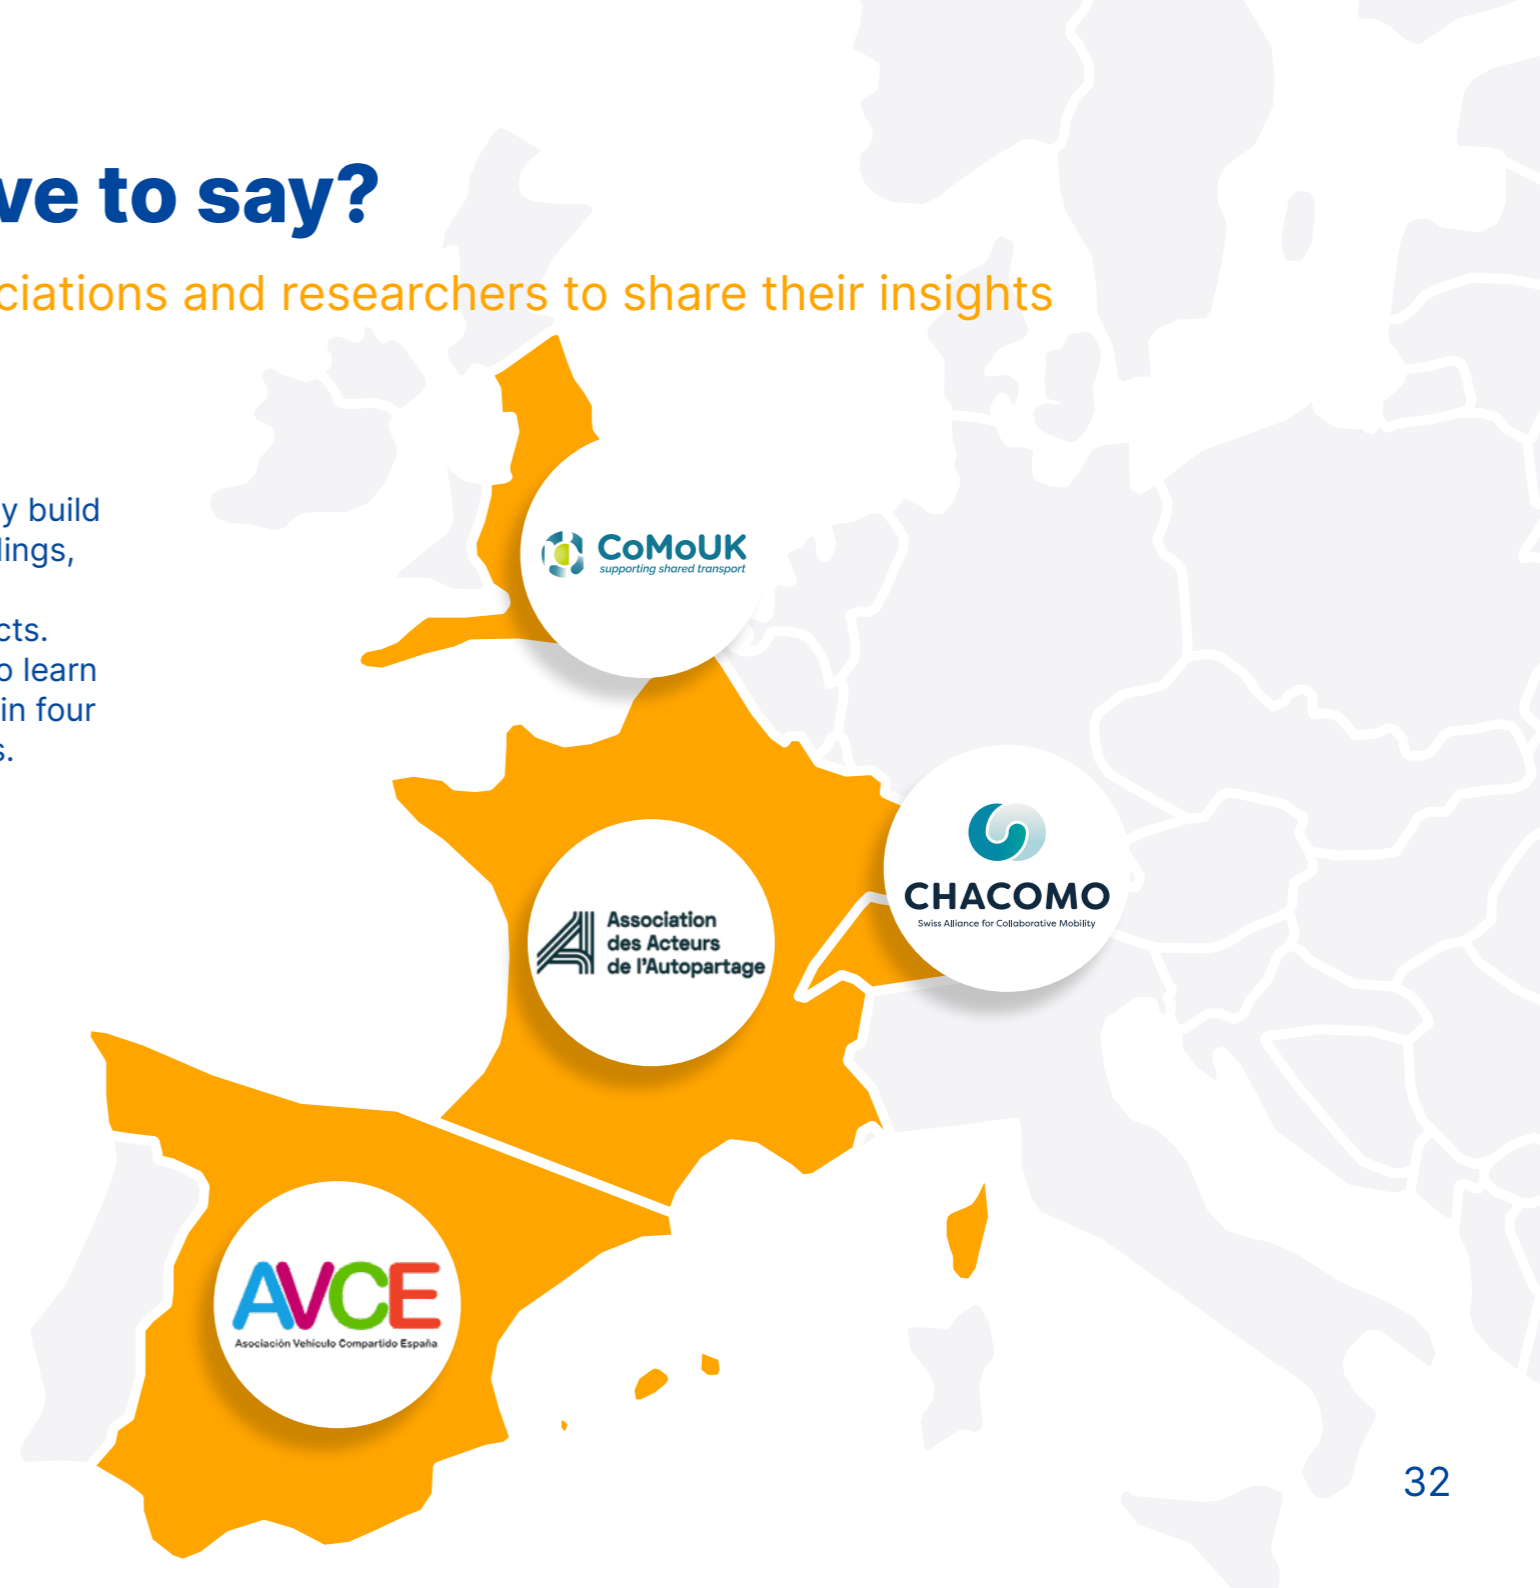 ve to say?
ciations and researchers to share their insights
y build
lings,
cts.
o learn
in four
s.
CoMoUK
supporting shared transport
CHACOMO
Swiss Alliance for Collaborative Mobility
Association
des Acteurs
de l'Autopartage
AVCE
Asociación Vehículo Compartido España
32